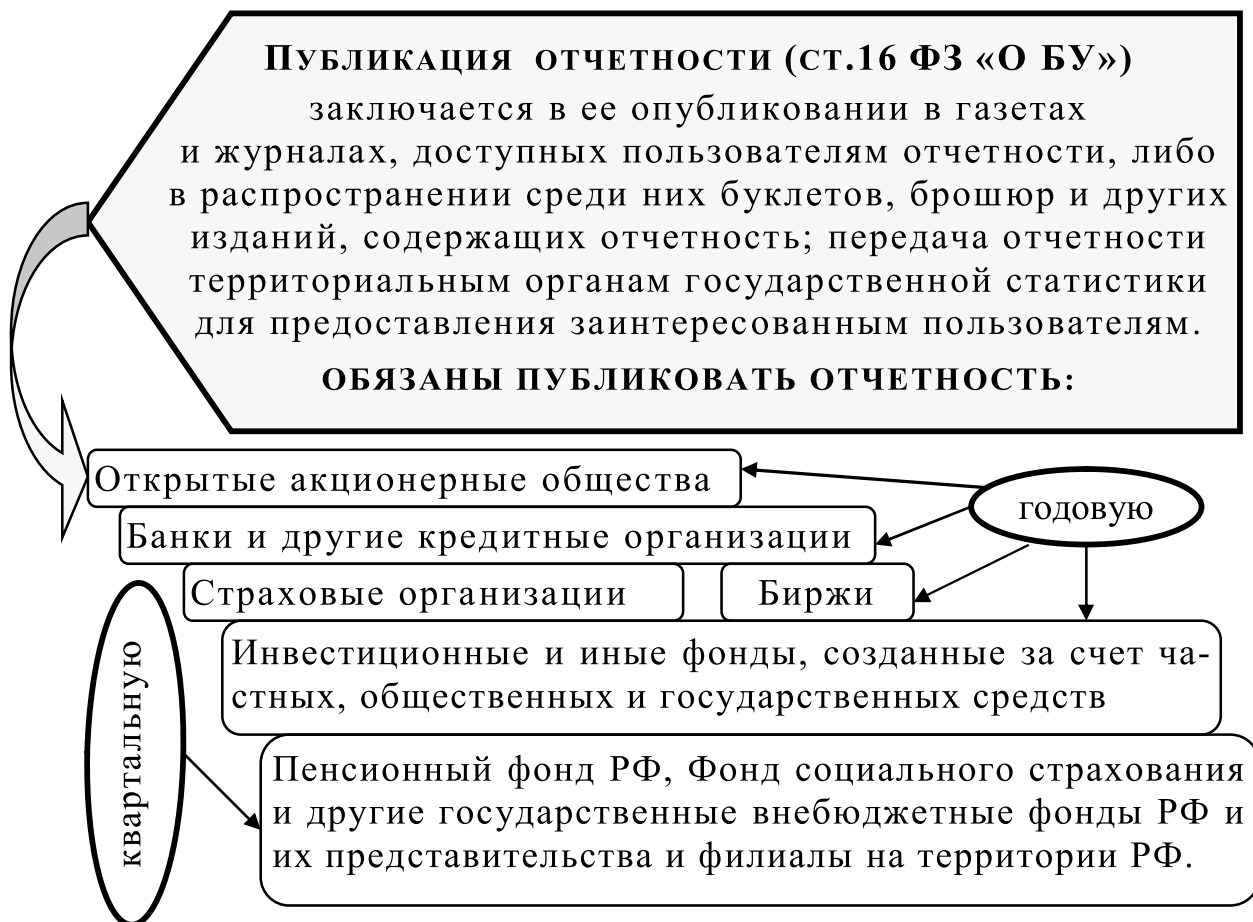 ПУБЛИКАЦИЯ ОТЧЕТНОСТИ (СТ.16 ФЗ «О БУ»)
заключается в ее опубликовании в газетах
и журналах, доступных пользователям отчетности, либо
в распространении среди них буклетов, брошюр и других
изданий, содержащих отчетность; передача отчетности
территориальным органам государственной статистики
для предоставления заинтересованным пользователям.
ОБЯЗАНЫ ПУБЛИКОВАТЬ ОТЧЕТНОСТЬ:
Открытые акционерные общества
годовую
Банки и другие кредитные организации
Страховые организации
Биржи
Инвестиционные и иные фонды, созданные за счет ча-
стных, общественных и государственных средств
квартальную
Пенсионный фонд РФ, Фонд социального страхования
и другие государственные внебюджетные фонды РФ и
их представительства и филиалы на территории РФ.